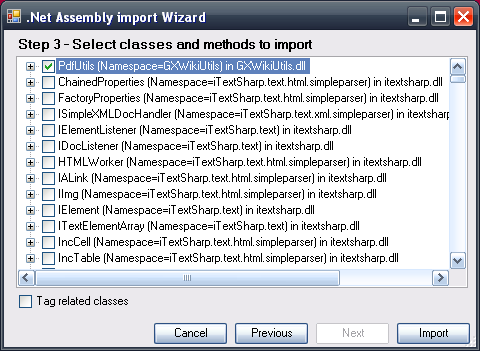 .Net Assembly import Wizard
Step 3 - Select classes and methods to import
PdfUtils (Namespace=GXWikiUtils) in GXWikiUtils.dll
ChainedProperties (Namespace=iTextSharp.text.html.simpleparser) in itextsharp.dll
FactoryProperties (Namespace=iTextSharp.text.html.simpleparser) in itextsharp.dll
ISimpleXMLDocHandler (Namespace=iTextSharp.text.xml.simpleparser) in itextsharp
IElementListener (Namespace=iTextSharp.text) in itextsharp.dll
IDocListener (Namespace=iTextSharp.text) in itextsharp.dll
HTMLWorker (Namespace=iTextSharp.text.html.simpleparser) in itextsharp.dll
IALink (Namespace=iTextSharp.text.html.simpleparser) in itextsharp.dll
IImg (Namespace=iTextSharp.text.html.simpleparser) in itextsharp.dll
IElement (Namespace=iTextSharp.text) in itextsharp.dll
ITextElementArray (Namespace=iTextSharp.text) in itextsharp.dll
IncCell (Namespace=iTextSharp.text.html.simpleparser) in itextsharp.dll
IncTable (Namespace=iTextSharp.text.html.simpleparser) in itextsharp.dll
Tag related classes
Cancel Previous Next Import